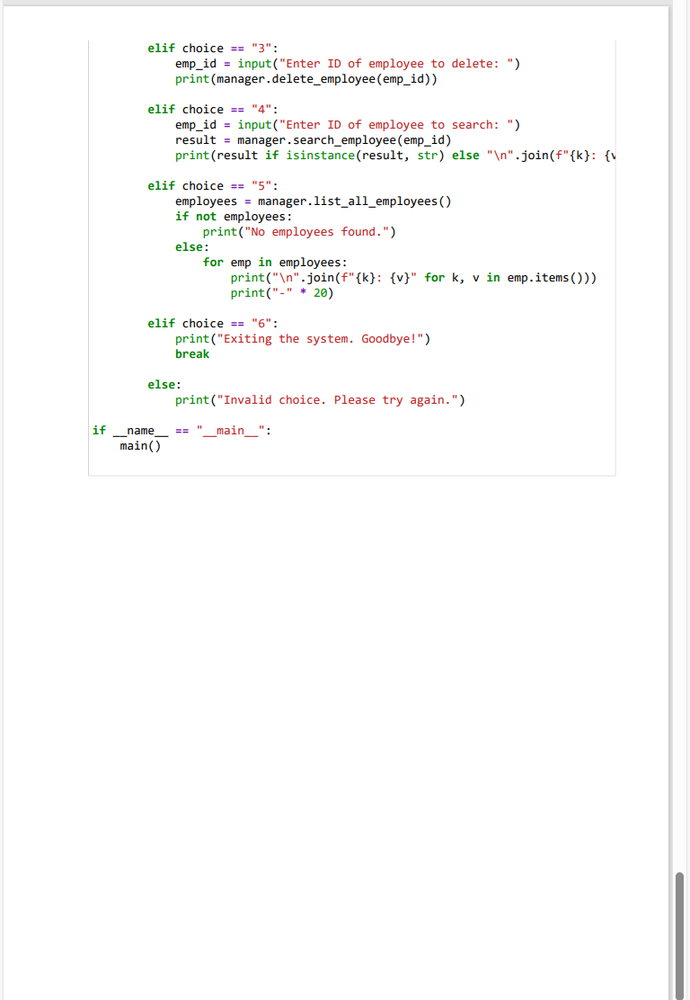 elif choice == "3":
emp_id = input("Enter ID of employee to delete: ")
print(manager.delete_employee(emp_id))
elif choice == "4":
emp_id = input("Enter ID of employee to search: ")
result = manager.search_employee(emp_id)
print(result if isinstance(result, str) else "\n".join(f"{k}: {v
elif choice == "5":
employees = manager.list_all_employees()
if not employees:
print("No employees found.")
else:
for emp in employees:
print("\n".join(f"{k}: {v}" for k, v in emp.items()))
print("-" * 20)
elif choice == "6":
print("Exiting the system. Goodbye!")
break
else:
print("Invalid choice. Please try again.")
if __name__ == "__main__":
main()